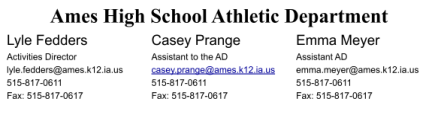 Ames High School Athletic Department
Lyle Fedders Casey Prange Emma Meyer
Activities Director Assistant to the AD Assistant AD
lyle.fedders@ames.k12.ia.us casey.prange@ames.k12.ia.us emma.meyer@ames.k12.ia.us
515-817-0611 515-817-0611 515-817-0611
Fax: 515-817-0617 Fax: 515-817-0617 Fax: 515-817-0617